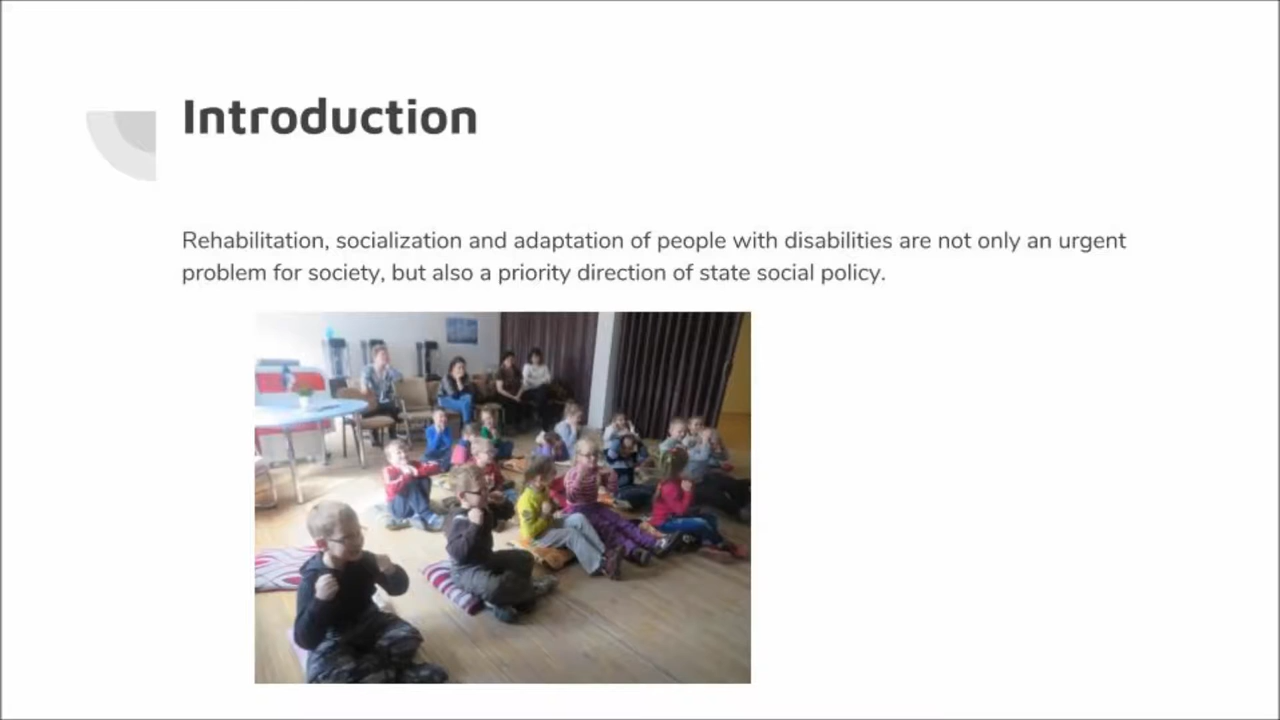 Introduction
Rehabilitation, socialization and adaptation of people with disabilities are not only an urgent
problem for society, but also a priority direction of state social policy.